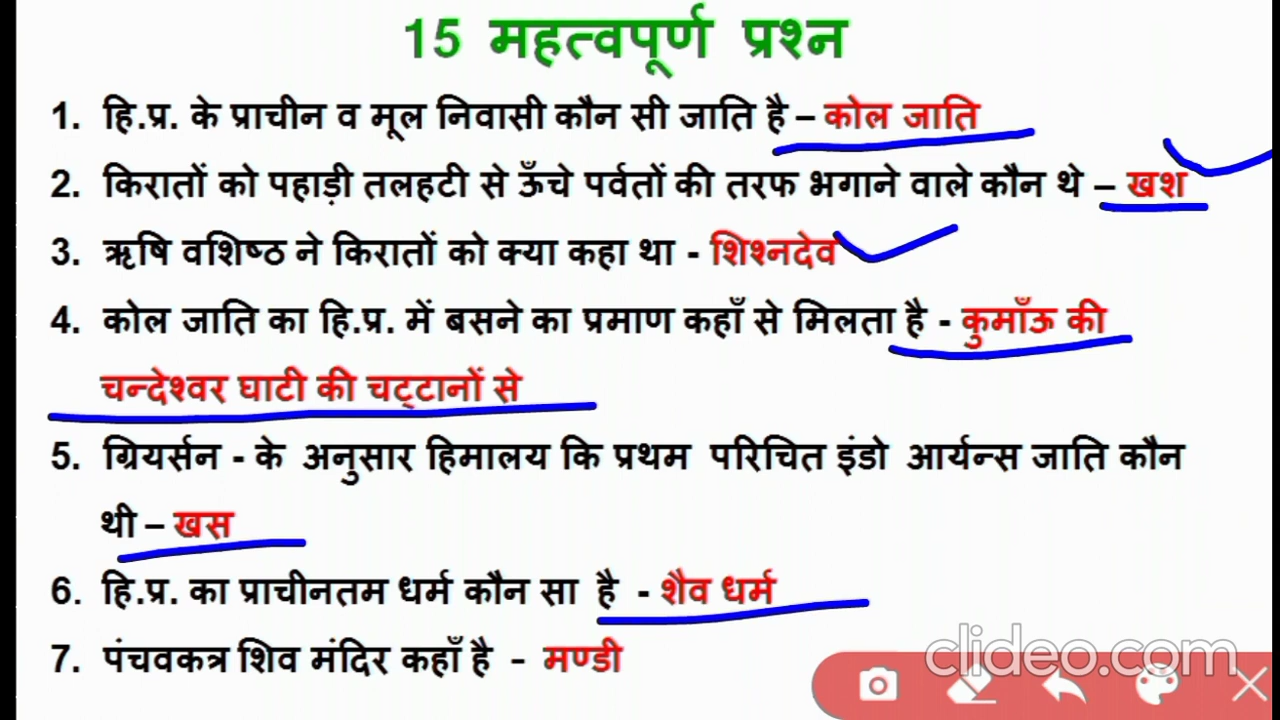 15 महत्वपूर्ण प्रश्न
1. हि.प्र. के प्राचीन व मूल निवासी कौन सी जाति है – कोल जाति
2. किरातों को पहाड़ी तलहटी से ऊँचे पर्वतों की तरफ भगाने वाले कौन थे – खश
3. ऋषि वशिष्ठ ने किरातों को क्या कहा था - शिश्नदेव
4. कोल जाति का हि.प्र. में बसने का प्रमाण कहाँ से मिलता है - कुमाँऊ की
चन्देश्वर घाटी की चट्टानों से
5. ग्रियर्सन - के अनुसार हिमालय कि प्रथम परिचित इंडो आर्यन्स जाति कौन
थी – खस
6. हि.प्र. का प्राचीनतम धर्म कौन सा है - शैव धर्म
7. पंचवकत्र शिव मंदिर कहाँ है - मण्डी
clideo.com